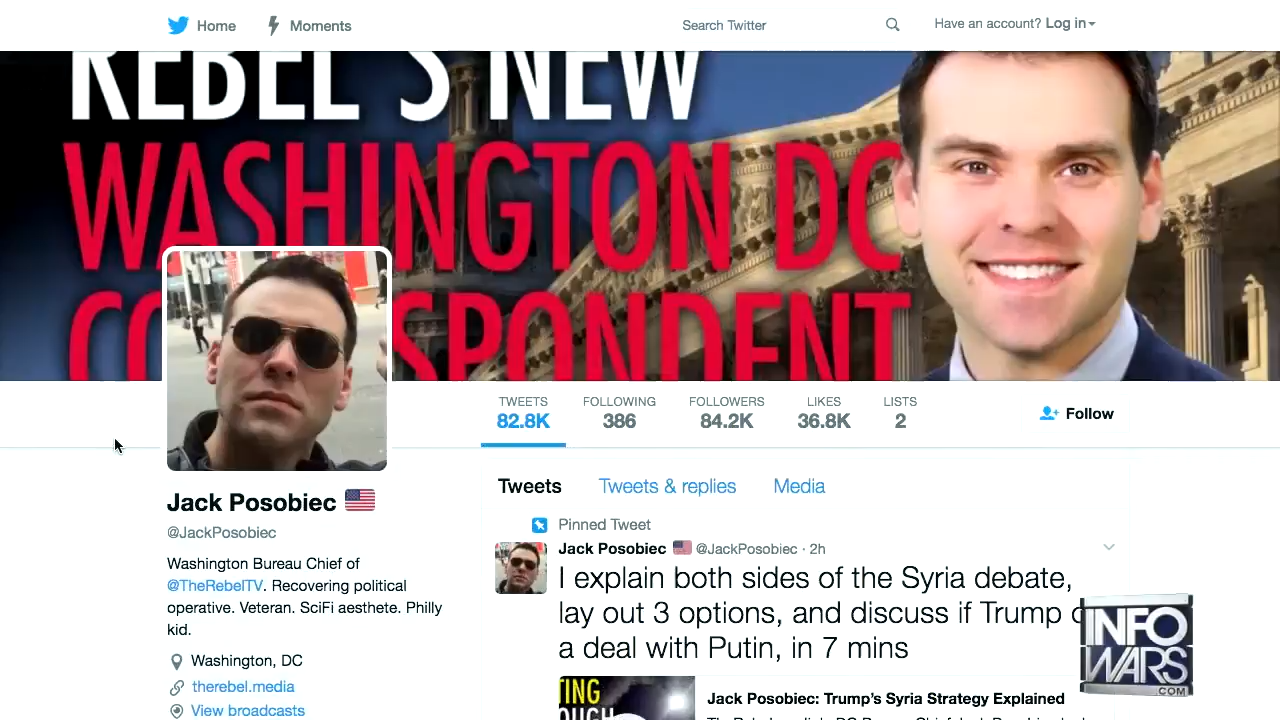 Home
Moments
Search Twitter
Have an account? Log in
REBEL'S NEW
WASHINGTON DC
TWEETS
82.8K
FOLLOWING
386
FOLLOWERS
84.2K
LIKES
36.8K
LISTS
2
Follow
Jack Posobiec
@JackPosobiec
Washington Bureau Chief of
@TheRebelTV. Recovering political
operative. Veteran. SciFi aesthete. Philly
kid.
Washington, DC
therebel.media
View broadcasts
Tweets
Tweets & replies
Media
Pinned Tweet
Jack Posobiec @JackPosobiec · 2h
I explain both sides of the Syria debate,
lay out 3 options, and discuss if Trump
a deal with Putin, in 7 mins
Jack Posobiec: Trump's Syria Strategy Explained
INFO
WARS
.COM